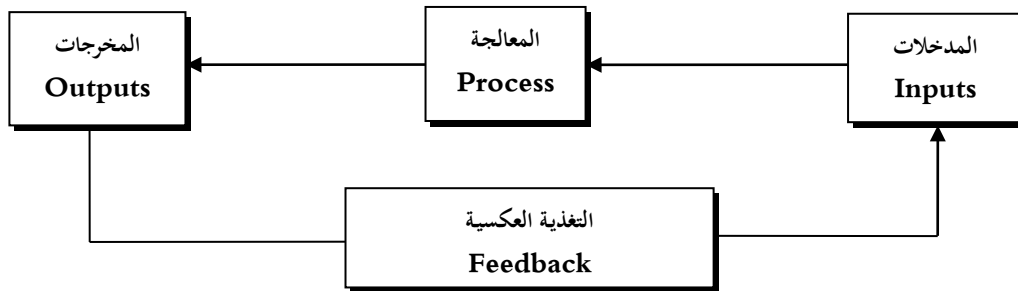 المدخلات
Inputs
المعالجة
Process
المخرجات
Outputs
التغذية العكسية
Feedback